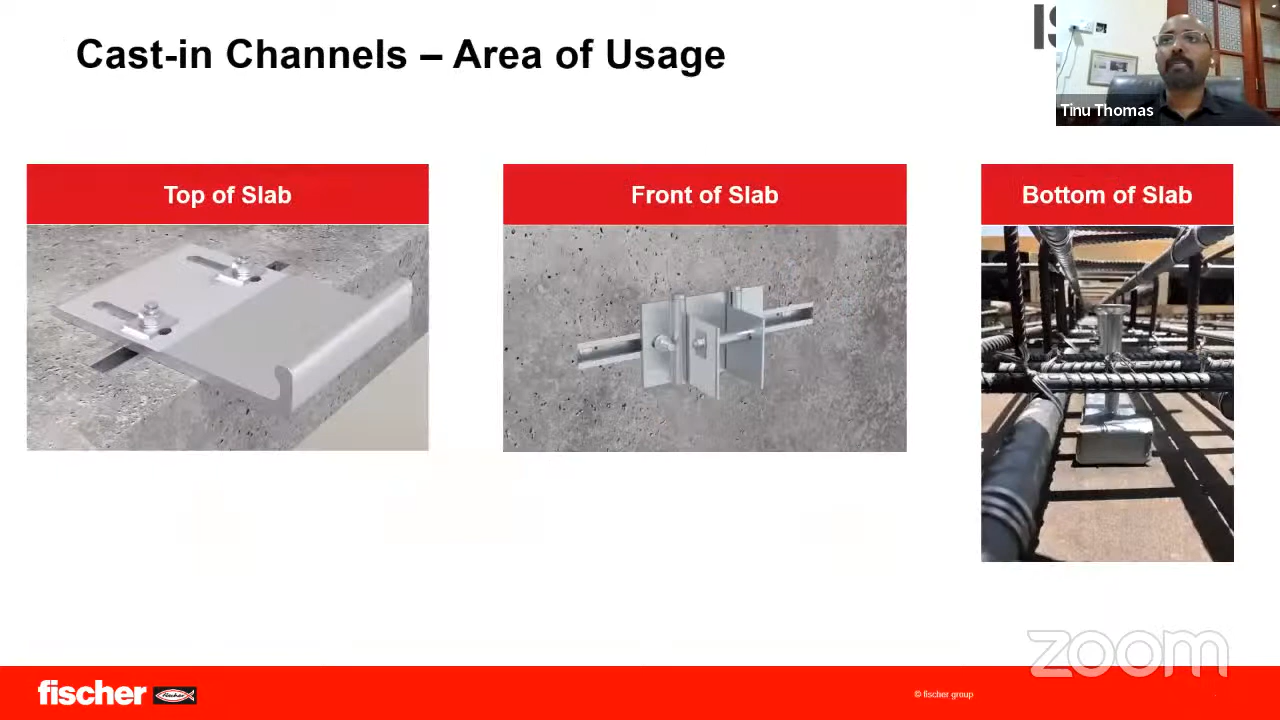 Cast-in Channels – Area of Usage
IS
Tinu Thomas
Top of Slab
Front of Slab
Bottom of Slab
zoom
fischer
© fischer group